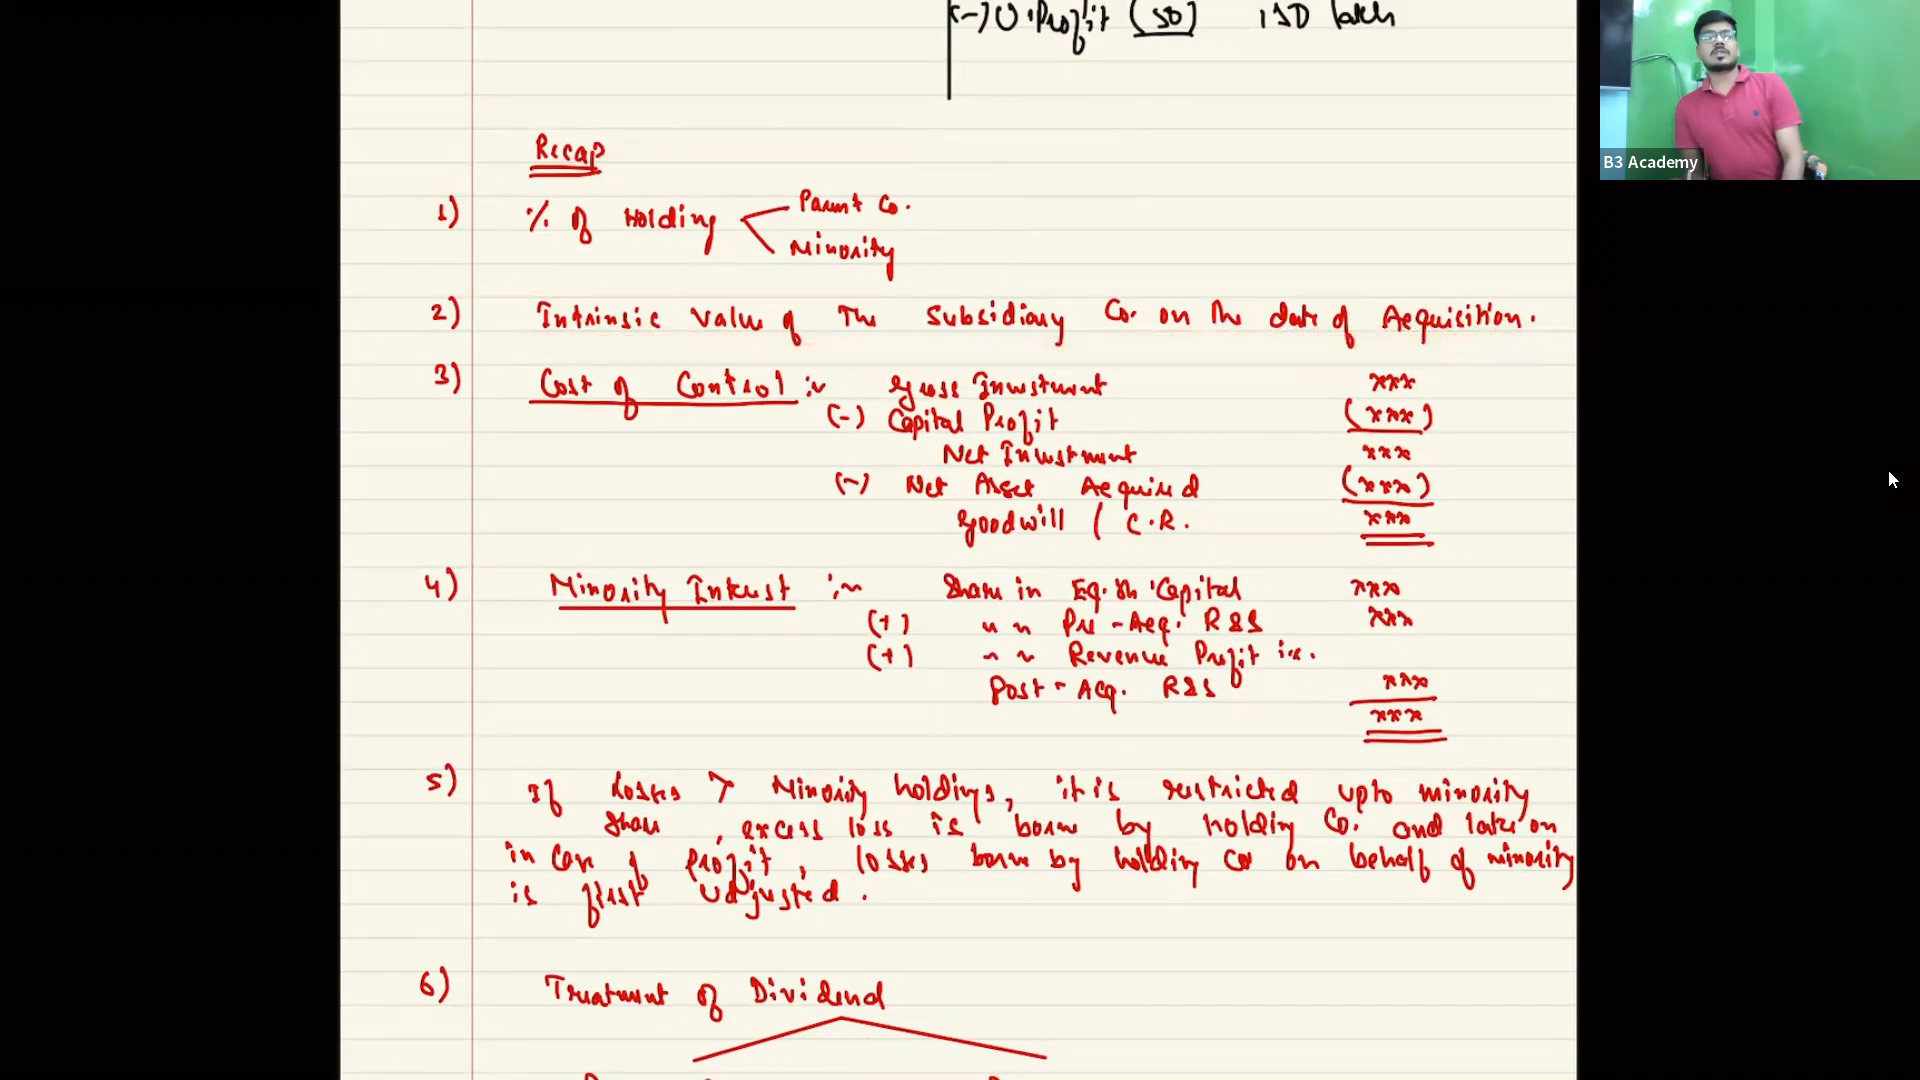 (-) U. Profit (50) 150 lakh
B3 Academy
Recap
1) % of Holding Parent Co.
Minority
2) Intrinsic value of The Subsidiary Co. on the date of Acquisition.
3) Cost of Control :- Gross Investment xxx
(-) Capital Profit (xxx)
Net Investment xxx
(-) Net Asset Acquired (xxx)
Goodwill / C.R. xxx
4) Minority Interest :- Share in Eq. Sh. Capital xxx
(+) " " Pre-Acq. R&S xxx
(+) " " Revenue Profit i.e.
Post-Acq. R&S xxx
xxx
5) If Losses > Minority holdings, it is restricted upto minority
share, excess loss is borne by holding Co. and later on
in case of profit, losses borne by holding Co on behalf of minority
is first adjusted.
6) Treatment of Dividend